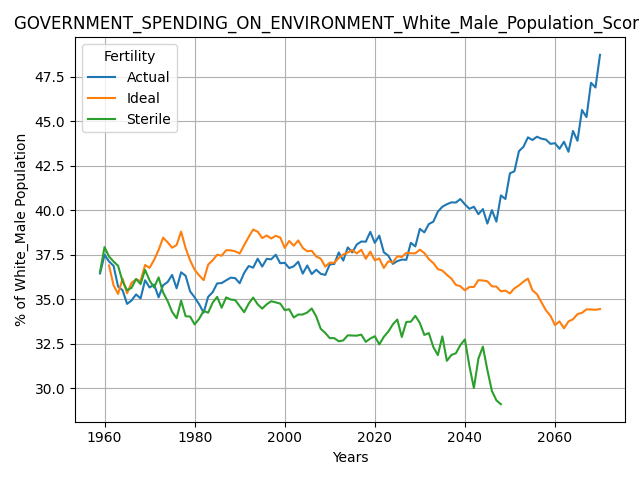 GOVERNMENT_SPENDING_ON_ENVIRONMENT_White_Male_Population_Scor
Fertility
Actual
Ideal
Sterile
% of White_Male Population
47.5
45.0
42.5
40.0
37.5
35.0
32.5
30.0
1960 1980 2000 2020 2040 2060
Years